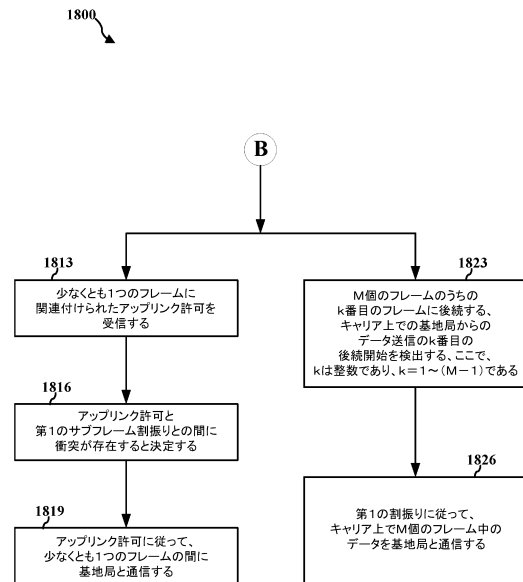 1800
B
1813
少なくとも1つのフレームに
関連付けられたアップリンク許可を
受信する
1816
アップリンク許可と
第1のサブフレーム割振りとの間に
衝突が存在すると決定する
1819
アップリンク許可に従って、
少なくとも1つのフレームの間に
基地局と通信する
1823
M個のフレームのうちの
k番目のフレームに後続する、
キャリア上での基地局からの
データ送信のk番目の
後続開始を検出する、ここで、
kは整数であり、k=1~(M-1)である
1826
第1の割振りに従って、
キャリア上でM個のフレーム中の
データを基地局と通信する